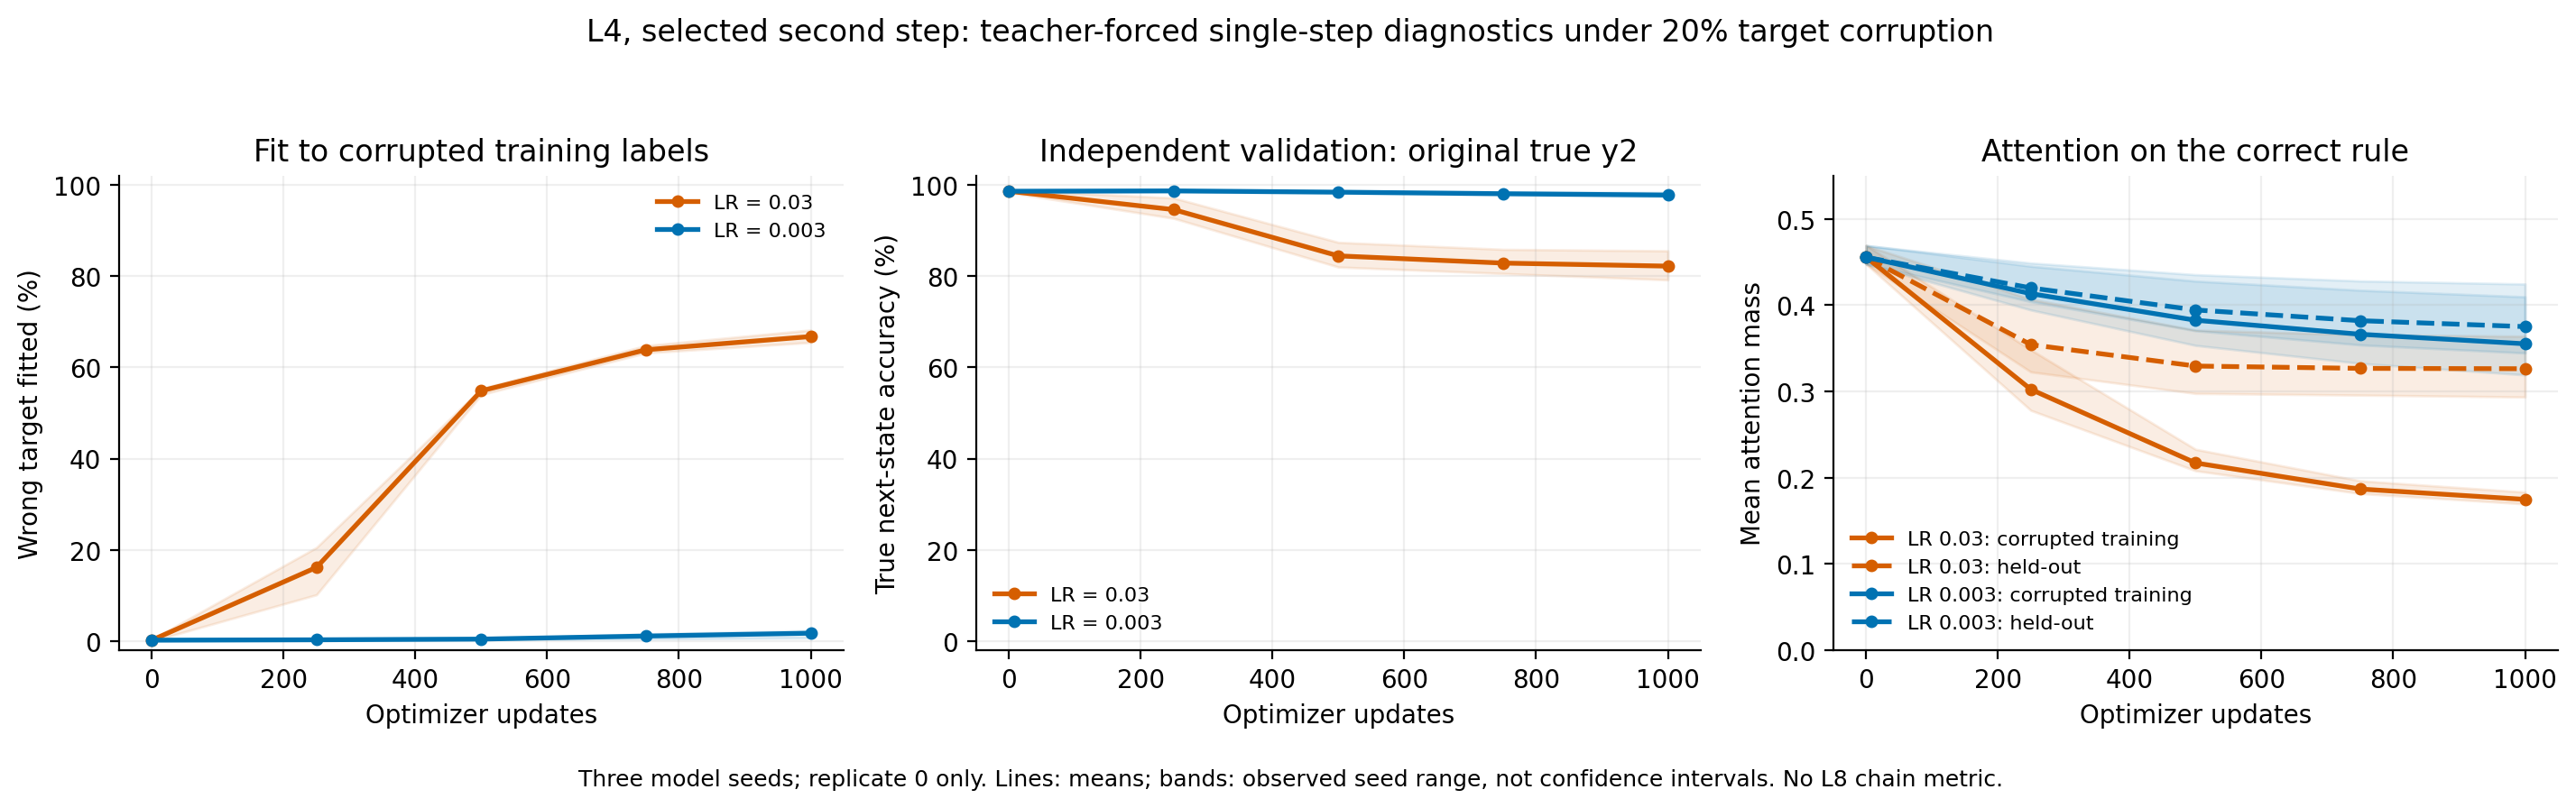 L4, selected second step: teacher-forced single-step diagnostics under 20% target corruption
Fit to corrupted training labels
Wrong target fitted (%)
100
80
60
40
20
0
LR = 0.03
LR = 0.003
0 200 400 600 800 1000
Optimizer updates
Independent validation: original true y2
True next-state accuracy (%)
100
80
60
40
20
0
LR = 0.03
LR = 0.003
0 200 400 600 800 1000
Optimizer updates
Attention on the correct rule
Mean attention mass
0.5
0.4
0.3
0.2
0.1
0.0
LR 0.03: corrupted training
LR 0.03: held-out
LR 0.003: corrupted training
LR 0.003: held-out
0 200 400 600 800 1000
Optimizer updates
Three model seeds; replicate 0 only. Lines: means; bands: observed seed range, not confidence intervals. No L8 chain metric.